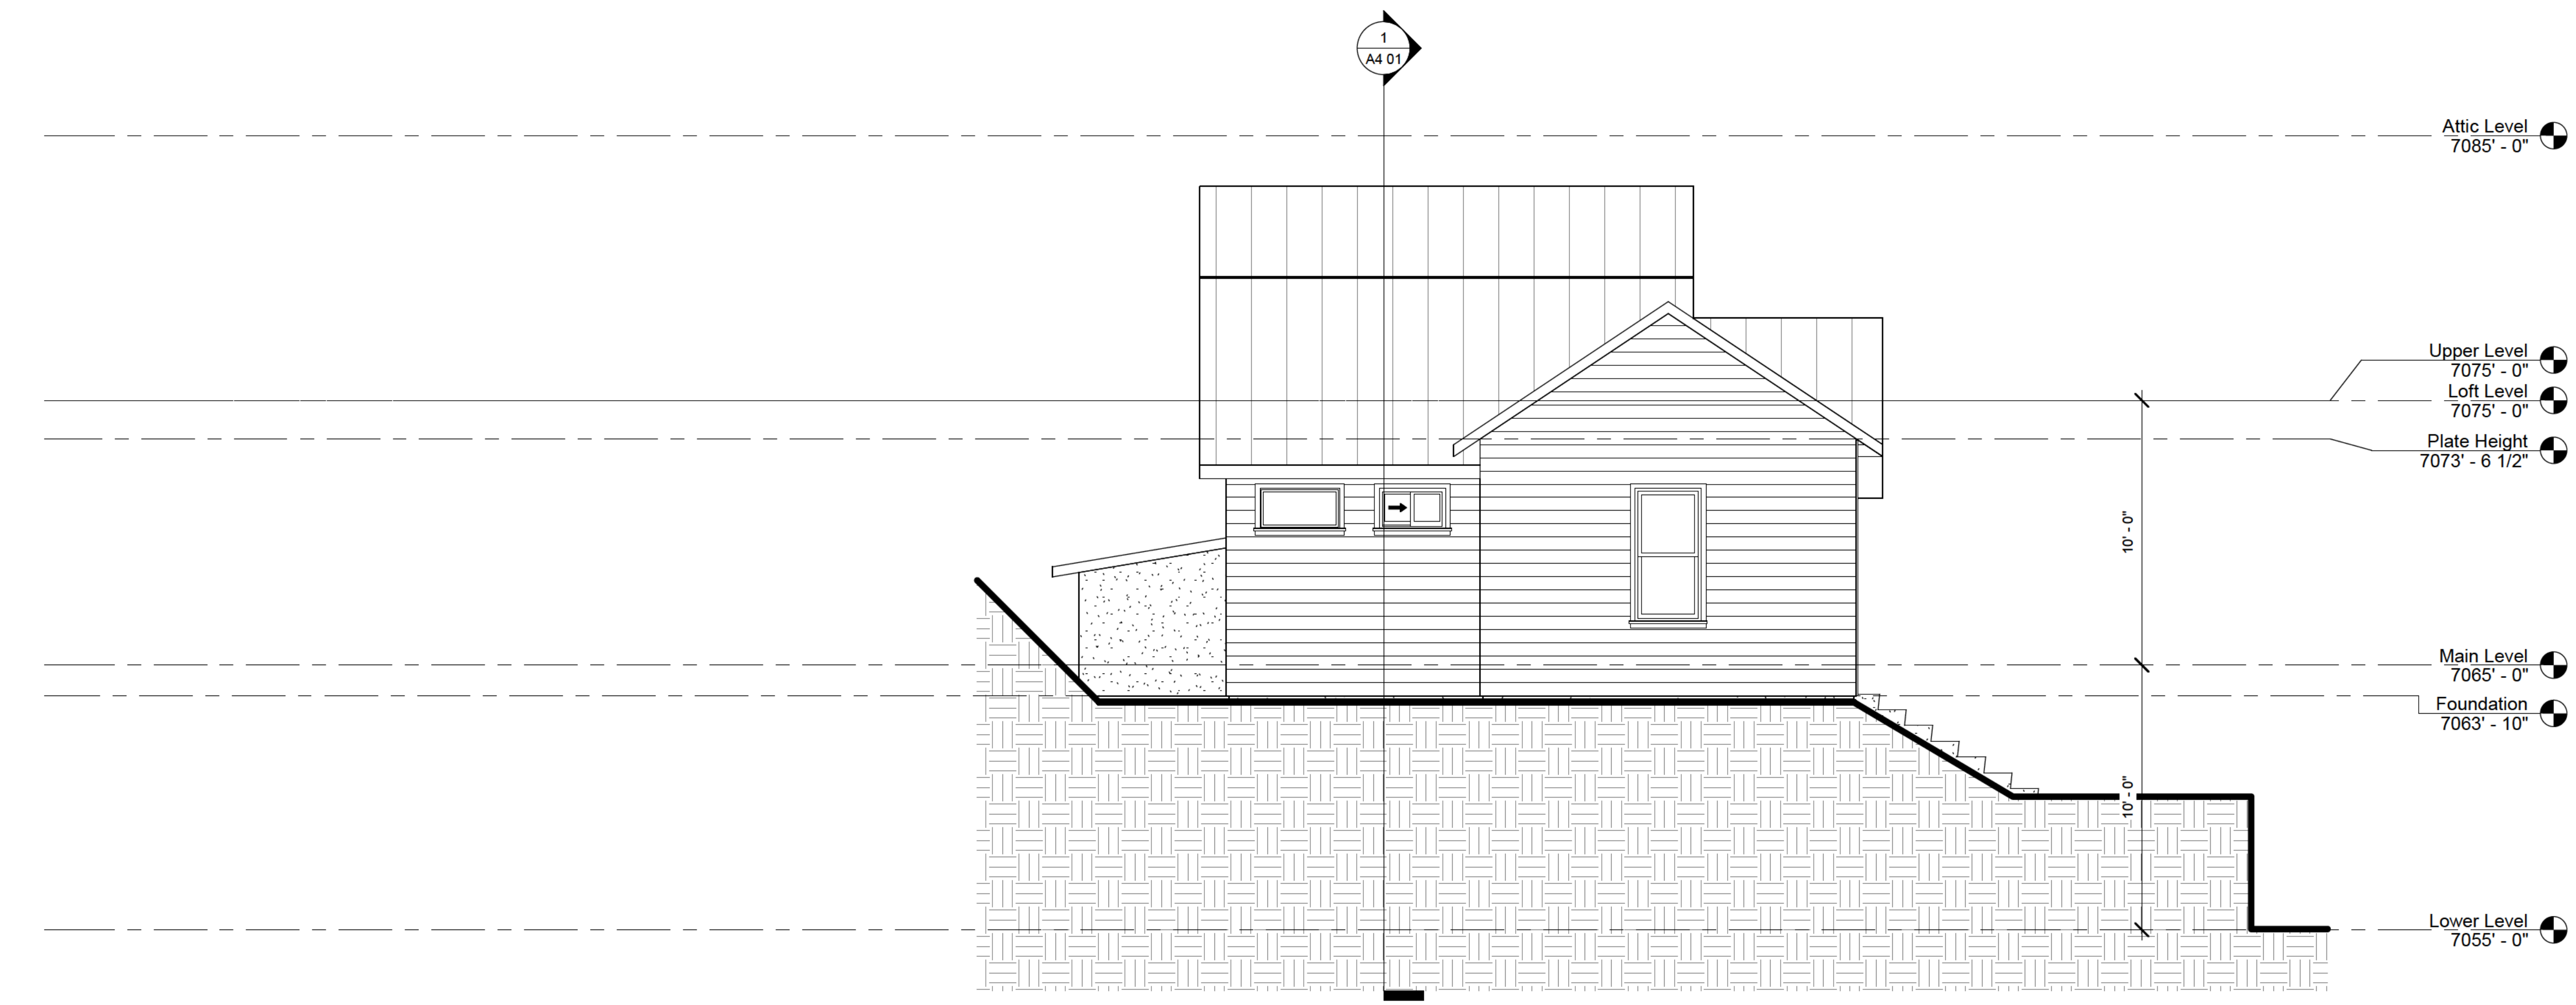 1
A4 01
Attic Level
7085' - 0"
Upper Level
7075' - 0"
Loft Level
7075' - 0"
Plate Height
7073' - 6 1/2"
10' - 0"
Main Level
7065' - 0"
Foundation
7063' - 10"
10' - 0"
Lower Level
7055' - 0"